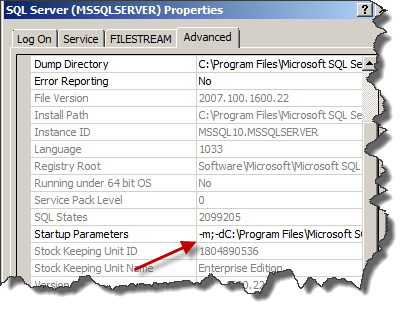 SQL Server (MSSQLSERVER) Properties ?
Log On Service FILESTREAM Advanced
Dump Directory C:\Program Files\Microsoft SQL Se
Error Reporting No
File Version 2007.100.1600.22
Install Path C:\Program Files\Microsoft SQL Se
Instance ID MSSQL10.MSSQLSERVER
Language 1033
Registry Root Software\Microsoft\Microsoft SQL
Running under 64 bit OS No
Service Pack Level 0
SQL States 2099205
Startup Parameters -m;-dC:\Program Files\Microsoft S
Stock Keeping Unit ID 1804890536
Stock Keeping Unit Name Enterprise Edition